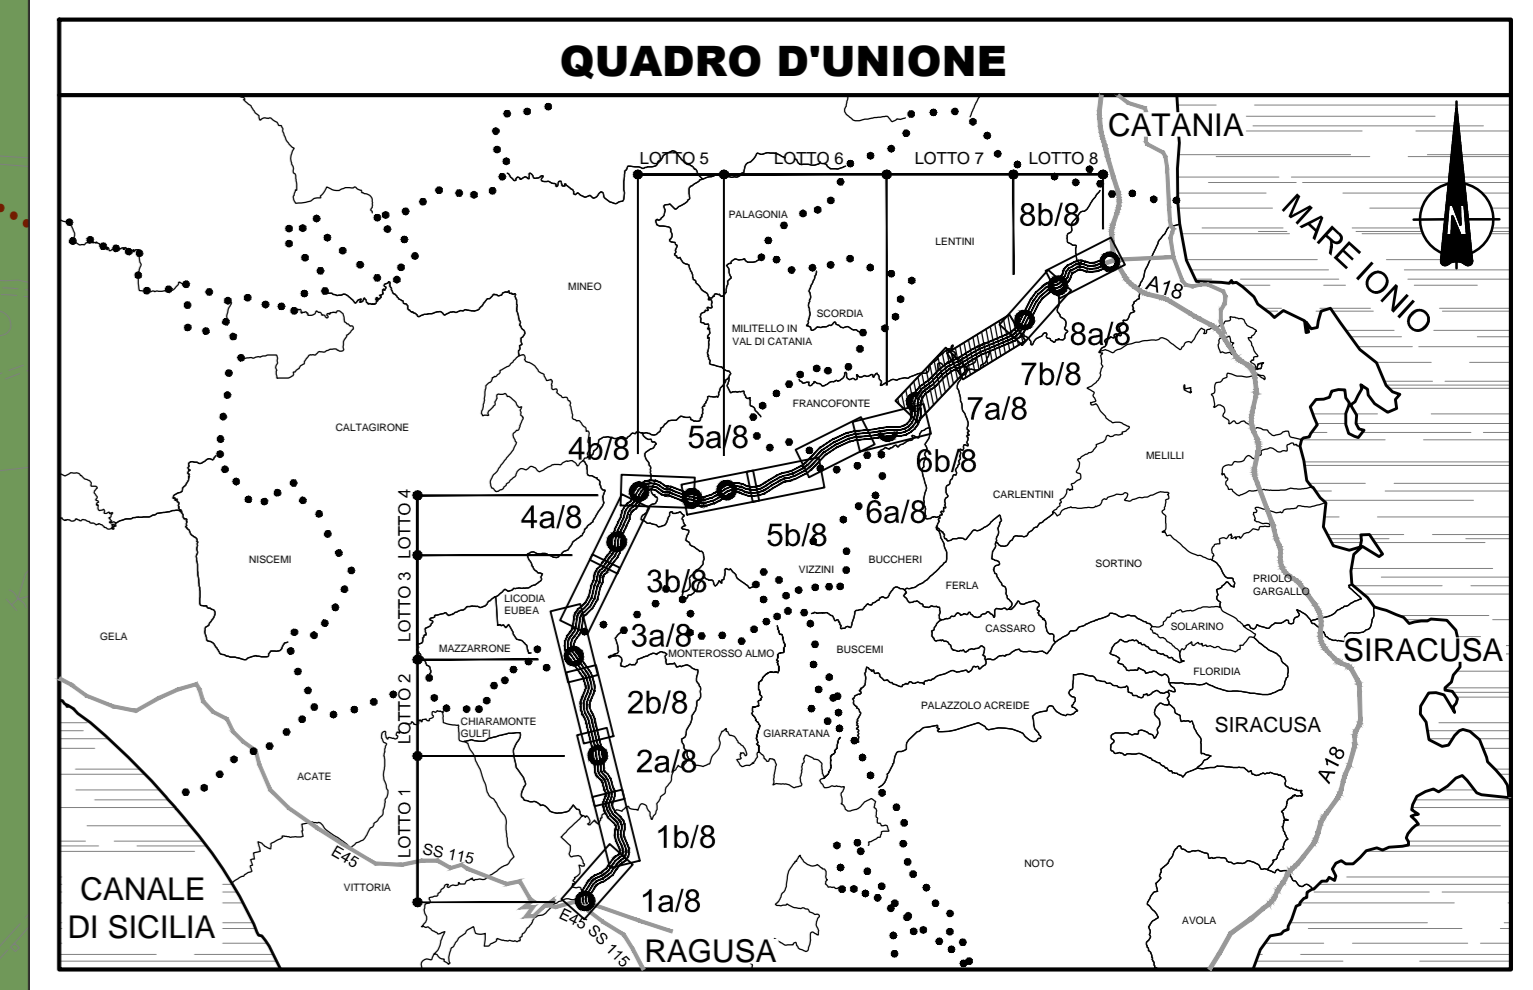 QUADRO D'UNIONE
CATANIA
LOTTO 5
LOTTO 6
LOTTO 7
LOTTO 8
PALAGONIA
8b/8
MARE IONIO
N
LENTINI
MINEO
A18
SCORDIA
MILITELLO IN
VAL DI CATANIA
8a/8
7b/8
FRANCOFONTE
7a/8
CALTAGIRONE
4b/8
5a/8
6b/8
MELILLI
CARLENTINI
LOTTO 4
4a/8
6a/8
5b/8
NISCEMI
VIZZINI
BUCCHERI
SORTINO
FERLA
PRIOLO
GARGALLO
3b/8
LOTTO 3
LICODIA
EUBEA
GELA
MAZZARRONE
3a/8
MONTEROSSO ALMO
BUSCEMI
CASSARO
SOLARINO
SIRACUSA
FLORIDIA
LOTTO 2
2b/8
PALAZZOLO ACREIDE
CHIARAMONTE
GULFI
GIARRATANA
SIRACUSA
2a/8
ACATE
A18
LOTTO 1
1b/8
E45
SS 115
NOTO
VITTORIA
CANALE
DI SICILIA
1a/8
E45 SS 115
RAGUSA
AVOLA